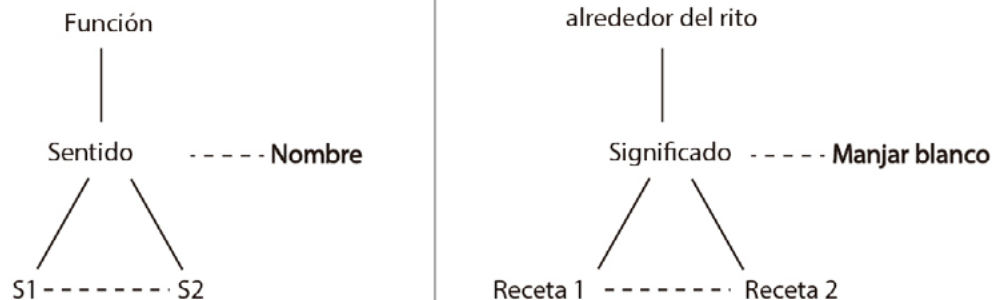 Función
Sentido
Nombre
S1
S2
alrededor del rito
Significado
Manjar blanco
Receta 1
Receta 2